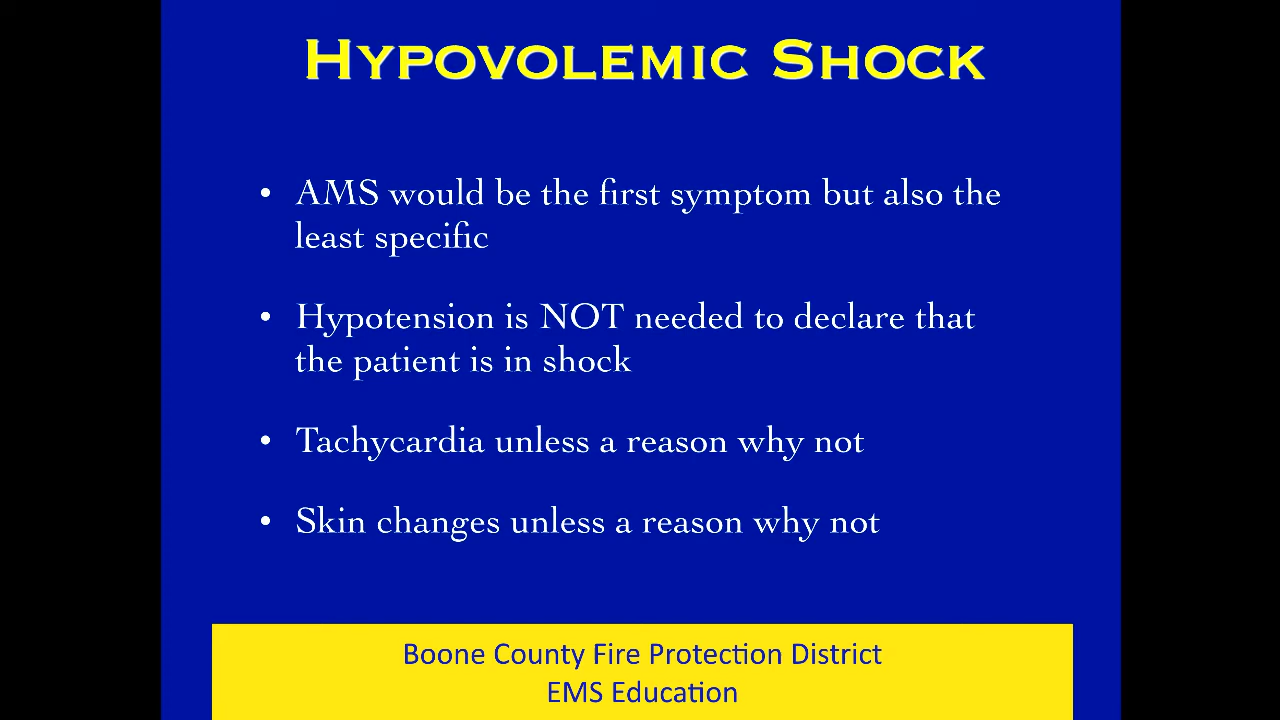 HYPOVOLEMIC SHOCK
• AMS would be the first symptom but also the
least specific
• Hypotension is NOT needed to declare that
the patient is in shock
• Tachycardia unless a reason why not
• Skin changes unless a reason why not
Boone County Fire Protection District
EMS Education